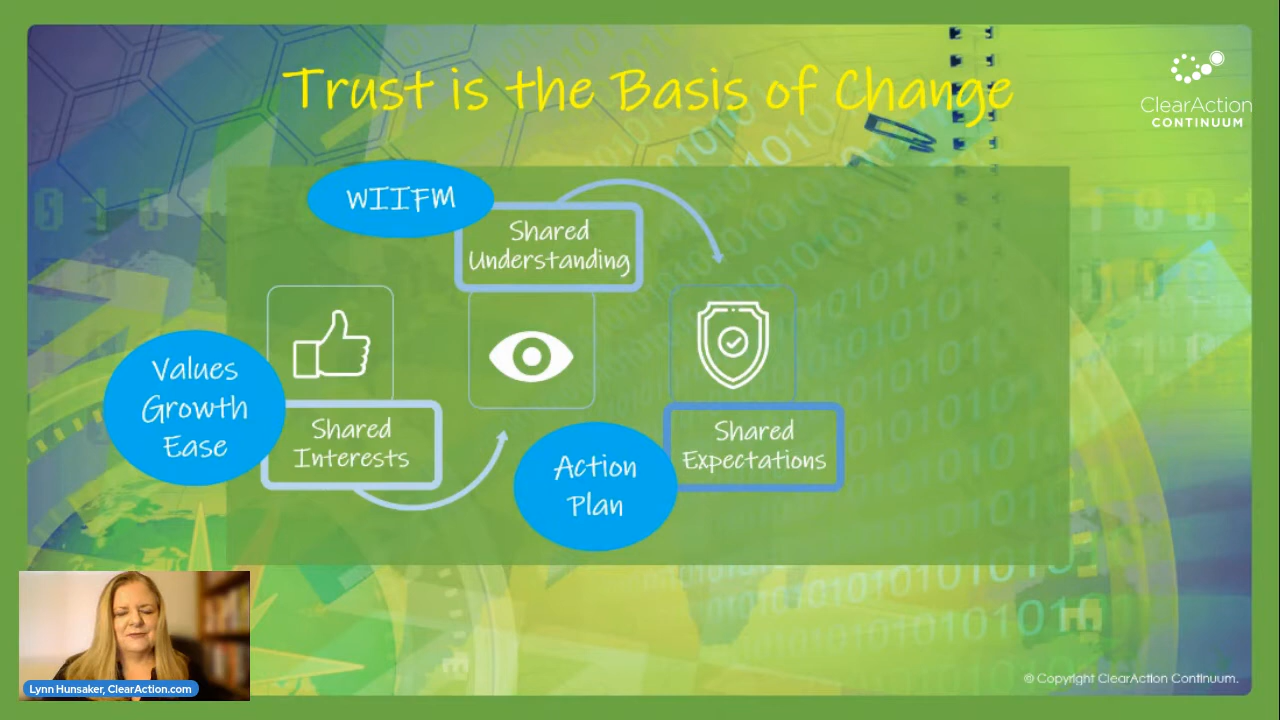 Trust is the Basis of Change
ClearAction
CONTINUUM
WIIFM
Shared
Understanding
Values
Growth
Ease
Shared
Interests
Action
Plan
Shared
Expectations
Lynn Hunsaker, ClearAction.com
© Copyright ClearAction Continuum.